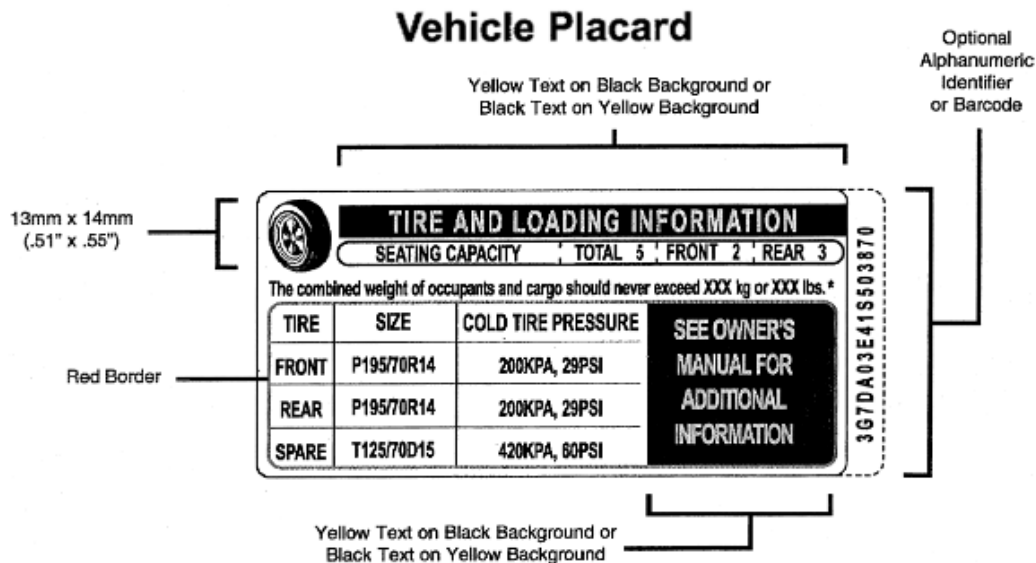 Vehicle Placard
Optional
Alphanumeric
Identifier
or Barcode
Yellow Text on Black Background or
Black Text on Yellow Background
13mm x 14mm
(.51" x .55")
TIRE AND LOADING INFORMATION
SEATING CAPACITY TOTAL 5 FRONT 2 REAR 3
The combined weight of occupants and cargo should never exceed XXX kg or XXX lbs.*
TIRE SIZE COLD TIRE PRESSURE
FRONT P195/70R14 200KPA, 29PSI
REAR P195/70R14 200KPA, 29PSI
SPARE T125/70D15 420KPA, 60PSI
SEE OWNER'S
MANUAL FOR
ADDITIONAL
INFORMATION
3G7DA03E41S503870
Red Border
Yellow Text on Black Background or
Black Text on Yellow Background